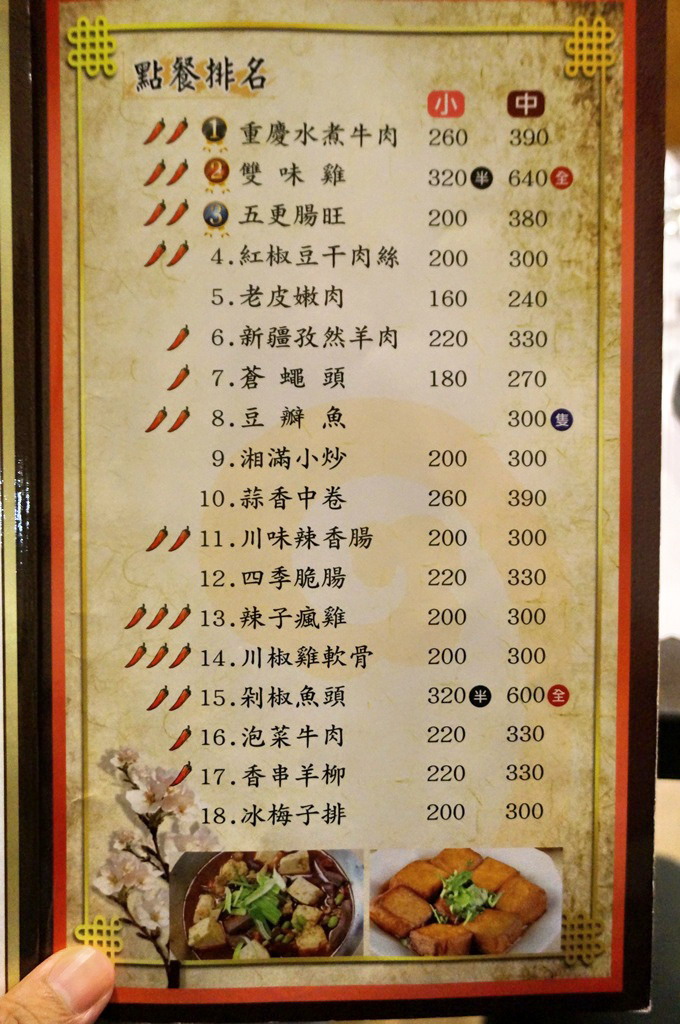 點餐排名
小 中
1 重慶水煮牛肉 260 390
2 雙味雞 320 半 640 全
3 五更腸旺 200 380
4.紅椒豆干肉絲 200 300
5.老皮嫩肉 160 240
6.新疆孜然羊肉 220 330
7.蒼蠅頭 180 270
8.豆瓣魚 300 隻
9.湘滿小炒 200 300
10.蒜香中卷 260 390
11.川味辣香腸 200 300
12.四季脆腸 220 330
13.辣子瘋雞 200 300
14.川椒雞軟骨 200 300
15.剁椒魚頭 320 半 600 全
16.泡菜牛肉 220 330
17.香串羊柳 220 330
18.冰梅子排 200 300